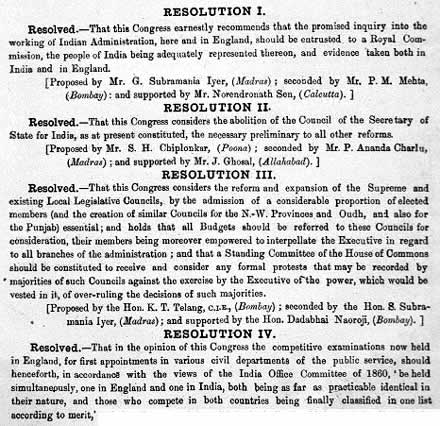 RESOLUTION I.
Resolved.—That this Congress earnestly recommends that the promised inquiry into the
working of Indian Administration, here and in England, should be entrusted to a Royal Com-
mission, the people of India being adequately represented thereon, and evidence taken both in
India and in England.
[Proposed by Mr. G. Subramania Iyer, (Madras) ; seconded by Mr. P. M. Mehta,
(Bombay) : and supported by Mr. Norendronath Sen, (Calcutta). ]
RESOLUTION II.
Resolved.—That this Congress considers the abolition of the Council of the Secretary of
State for India, as at present constituted, the necessary preliminary to all other reforms.
[Proposed by Mr. S. H. Chiplonkar, (Poona) ; seconded by Mr. P. Ananda Charlu,
(Madras) ; and supported by Mr. J. Ghosal, (Allahabad). ]
RESOLUTION III.
Resolved.—That this Congress considers the reform and expansion of the Supreme and
existing Local Legislative Councils, by the admission of a considerable proportion of elected
members (and the creation of similar Councils for the N.-W. Provinces and Oudh, and also for
the Punjab) essential; and holds that all Budgets should be referred to these Councils for
consideration, their members being moreover empowered to interpellate the Executive in regard
to all branches of the administration ; and that a Standing Committee of the House of Commons
should be constituted to receive and consider any formal protests that may be recorded by
majorities of such Councils against the exercise by the Executive of the power, which would be
vested in it, of over-ruling the decisions of such majorities.
[Proposed by the Hon. K. T. Telang, C.I.E., (Bombay) ; seconded by the Hon. S. Subra-
mania Iyer, (Madras) ; and supported by the Hon. Dadabhai Naoroji, (Bombay). ]
RESOLUTION IV.
Resolved.—That in the opinion of this Congress the competitive examinations now held
in England, for first appointments in various civil departments of the public service, should
henceforth, in accordance with the views of the India Office Committee of 1860, ' be held
simultaneously, one in England and one in India, both being as far as practicable identical in
their nature, and those who compete in both countries being finally classified in one list
according to merit,'